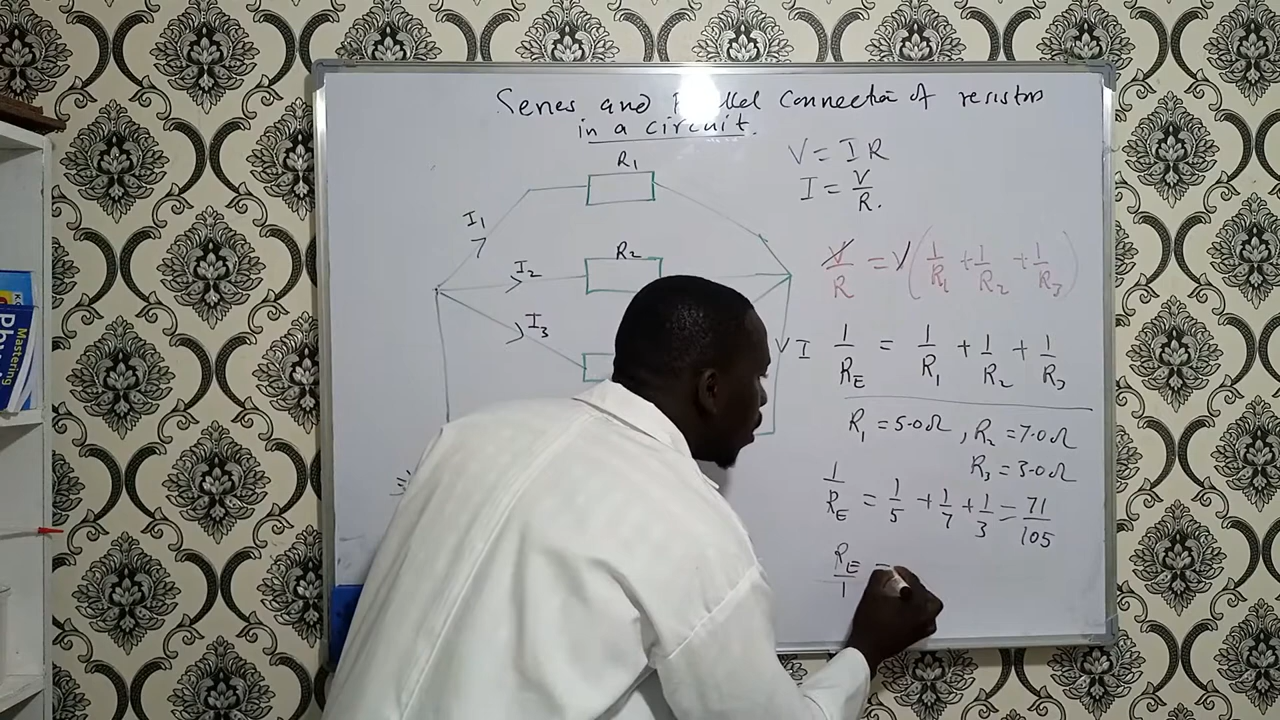 Series and Parallel Connection of resistors
in a circuit.
R₁
V = I R
I = V/R.
I₁
R₂
I₂
V/R = V(1/R₁ + 1/R₂ + 1/R₃)
I₃
I
1/R_E = 1/R₁ + 1/R₂ + 1/R₃
R₁ = 5.0Ω, R₂ = 7.0Ω
R₃ = 3.0Ω
1/R_E = 1/5 + 1/7 + 1/3 = 71/105
R_E/1 =
Mastering